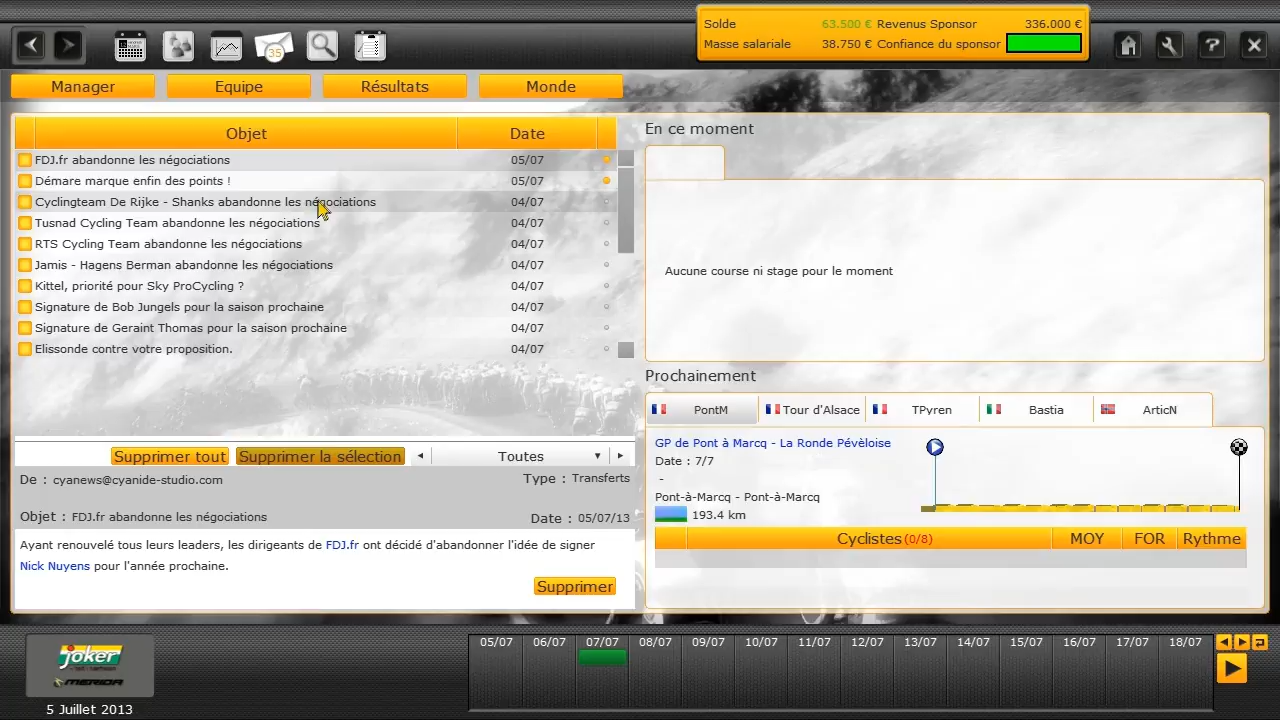 Solde 63.500 € Revenus Sponsor 336.000 €
Masse salariale 38.750 € Confiance du sponsor
35
Manager Equipe Résultats Monde
Objet Date
FDJ.fr abandonne les négociations 05/07
Démare marque enfin des points ! 05/07
Cyclingteam De Rijke - Shanks abandonne les négociations 04/07
Tusnad Cycling Team abandonne les négociations 04/07
RTS Cycling Team abandonne les négociations 04/07
Jamis - Hagens Berman abandonne les négociations 04/07
Kittel, priorité pour Sky ProCycling ? 04/07
Signature de Bob Jungels pour la saison prochaine 04/07
Signature de Geraint Thomas pour la saison prochaine 04/07
Elissonde contre votre proposition. 04/07
Supprimer tout Supprimer la sélection Toutes
De : cyanews@cyanide-studio.com Type : Transferts
Objet : FDJ.fr abandonne les négociations Date : 05/07/13
Ayant renouvelé tous leurs leaders, les dirigeants de FDJ.fr ont décidé d'abandonner l'idée de signer
Nick Nuyens pour l'année prochaine.
Supprimer
En ce moment
Aucune course ni stage pour le moment
Prochainement
PontM Tour d'Alsace TPyren Bastia ArticN
GP de Pont à Marcq - La Ronde Pévèloise
Date : 7/7
-
Pont-à-Marcq - Pont-à-Marcq
193.4 km
Cyclistes (0/8) MOY FOR Rythme
joker
MERIDA
5 Juillet 2013
05/07 06/07 07/07 08/07 09/07 10/07 11/07 12/07 13/07 14/07 15/07 16/07 17/07 18/07